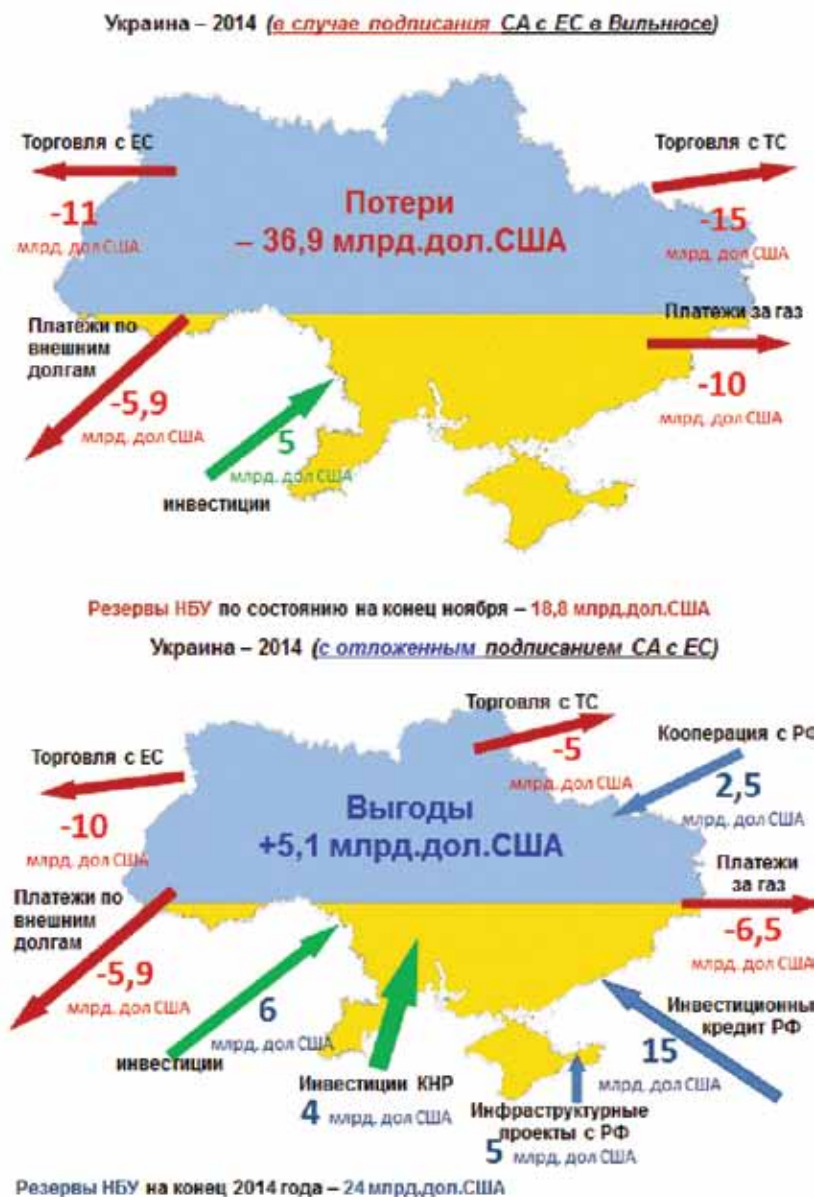 Украина – 2014 (в случае подписания СА с ЕС в Вильнюсе)
Торговля с ЕС
-11
млрд. дол США
Торговля с ТС
-15
млрд. дол США
Потери
– 36,9 млрд.дол.США
Платежи по
внешним
долгам
-5,9
млрд. дол США
Платежи за газ
-10
млрд. дол США
5
млрд. дол США
инвестиции
Резервы НБУ по состоянию на конец ноября – 18,8 млрд.дол.США
Украина – 2014 (с отложенным подписанием СА с ЕС)
Торговля с ТС
-5
млрд. дол США
Кооперация с РФ
2,5
млрд. дол США
Торговля с ЕС
-10
млрд. дол США
Выгоды
+5,1 млрд.дол.США
Платежи по
внешним
долгам
-5,9
млрд. дол США
Платежи
за газ
-6,5
млрд. дол США
6
млрд. дол США
инвестиции
Инвестиции КНР
4 млрд. дол США
Инвестиционны
кредит РФ
15
млрд. дол США
Инфраструктурные
проекты с РФ
5 млрд. дол США
Резервы НБУ на конец 2014 года – 24 млрд.дол.США